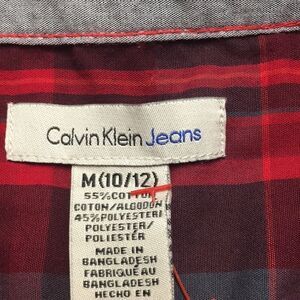 Calvin Klein Jeans
M(10/12)
55%COTTON
COTON/ALGODON
45%POLYESTER/
POLYESTER/
POLIESTER
MADE IN
BANGLADESH
FABRIQUÉ AU
BANGLADESH
HECHO EN